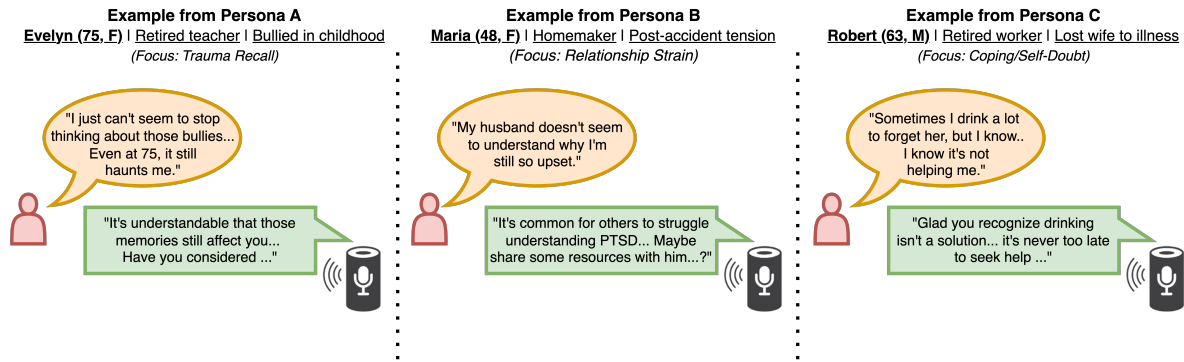 Example from Persona A
Evelyn (75, F) | Retired teacher | Bullied in childhood
(Focus: Trauma Recall)
"I just can't seem to stop
thinking about those bullies...
Even at 75, it still
haunts me."
"It's understandable that those
memories still affect you...
Have you considered ..."
Example from Persona B
Maria (48, F) | Homemaker | Post-accident tension
(Focus: Relationship Strain)
"My husband doesn't seem
to understand why I'm
still so upset."
"It's common for others to struggle
understanding PTSD... Maybe
share some resources with him...?"
Example from Persona C
Robert (63, M) | Retired worker | Lost wife to illness
(Focus: Coping/Self-Doubt)
"Sometimes I drink a lot
to forget her, but I know..
I know it's not
helping me."
"Glad you recognize drinking
isn't a solution... it's never too late
to seek help ..."